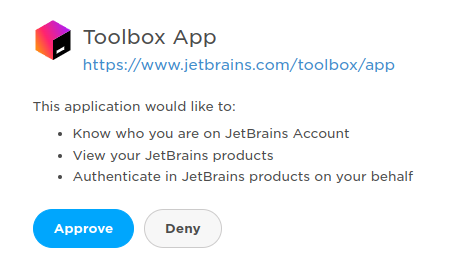 Toolbox App
https://www.jetbrains.com/toolbox/app
This application would like to:
• Know who you are on JetBrains Account
• View your JetBrains products
• Authenticate in JetBrains products on your behalf
Approve Deny